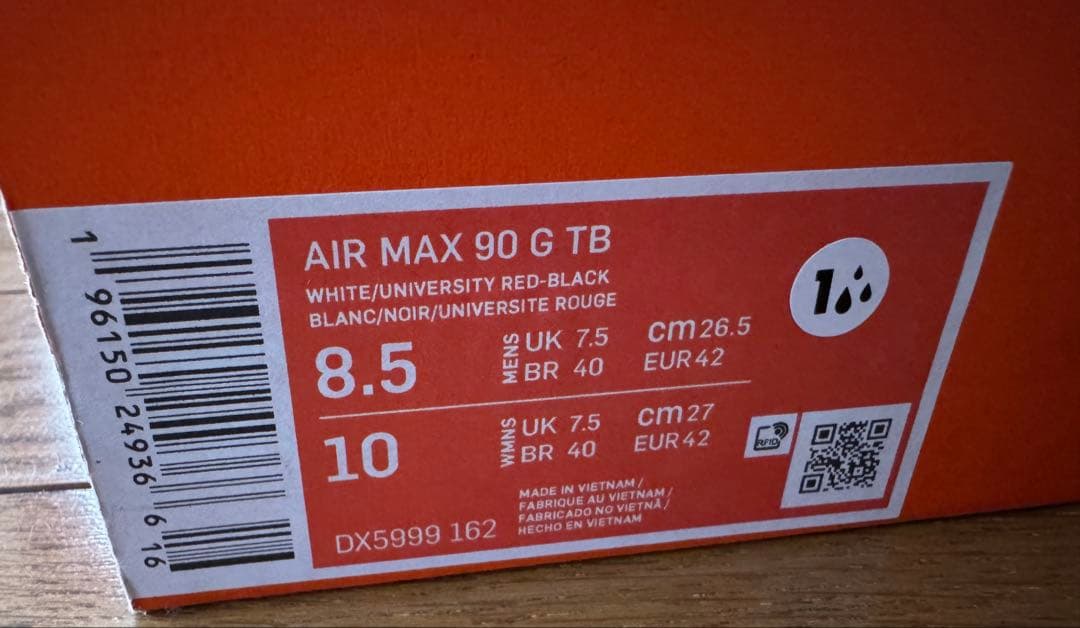 1 96150 24936 6 16
AIR MAX 90 G TB
WHITE/UNIVERSITY RED-BLACK
BLANC/NOIR/UNIVERSITE ROUGE
8.5
MENS
UK 7.5
BR 40
cm 26.5
EUR 42
10
WMNS
UK 7.5
BR 40
cm 27
EUR 42
1
RFID
MADE IN VIETNAM /
FABRIQUE AU VIETNAM /
FABRICADO NO VIETNÃ /
HECHO EN VIETNAM
DX5999 162